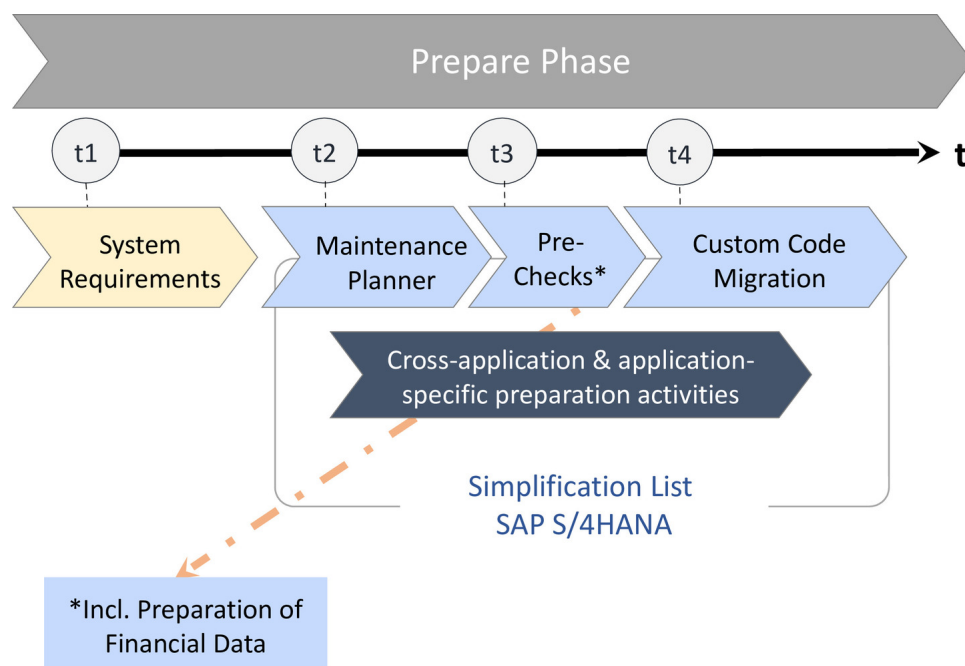 Prepare Phase
t1
t2
t3
t4
t
System
Requirements
Maintenance
Planner
Pre-
Checks*
Custom Code
Migration
Cross-application & application-
specific preparation activities
Simplification List
SAP S/4HANA
*Incl. Preparation of
Financial Data